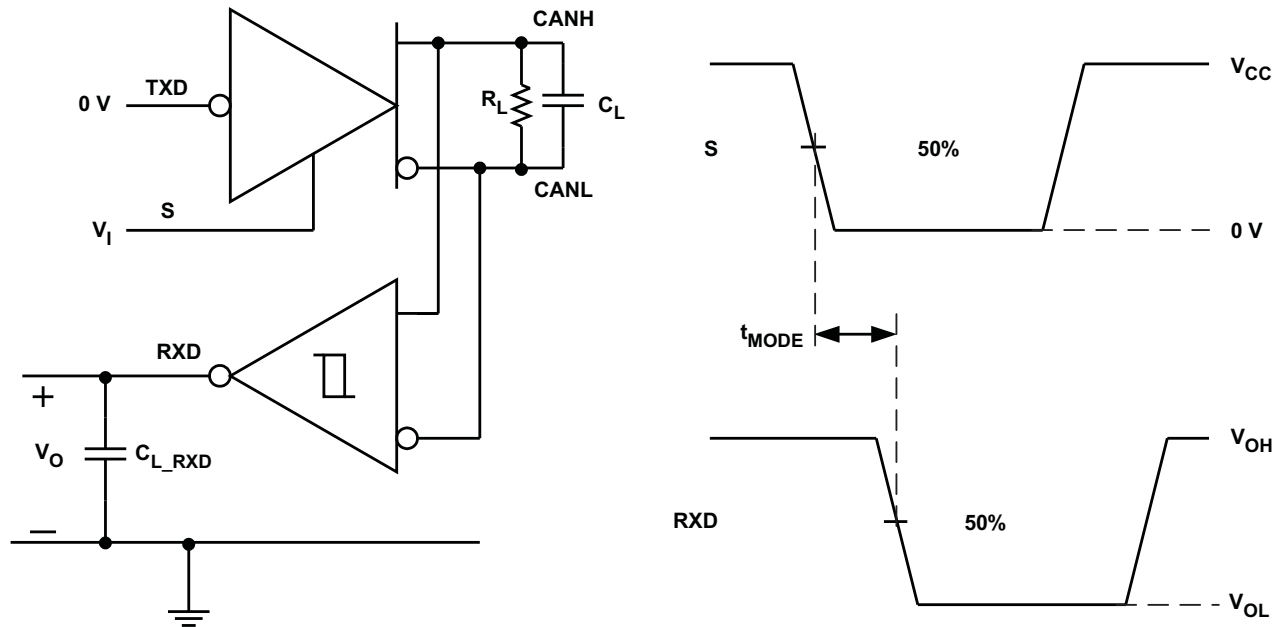 CANH
TXD
0 V
R_L
C_L
CANL
S
V_I
RXD
+
V_O
C_L_RXD
−
V_CC
S
50%
0 V
t_MODE
V_OH
RXD
50%
V_OL